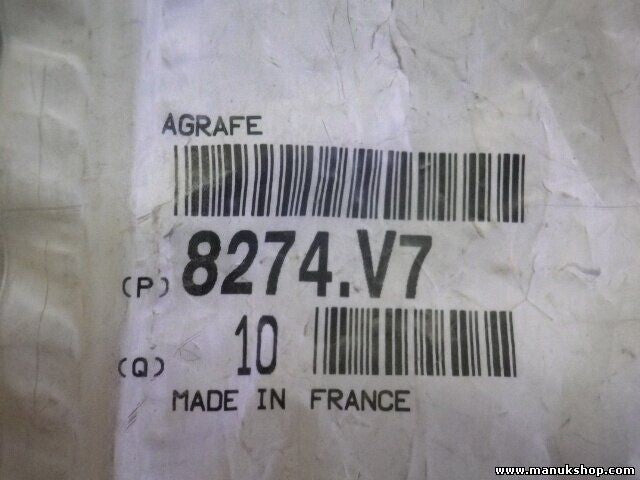 AGRAFE
(P) 8274.V7
(Q) 10
MADE IN FRANCE
www.manukshop.com